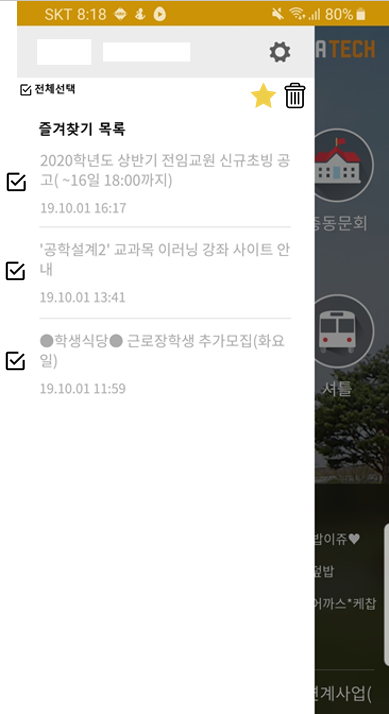 SKT 8:18 80%
ATECH
전체선택
즐겨찾기 목록
2020학년도 상반기 전임교원 신규초빙 공
고( ~16일 18:00까지)
19.10.01 16:17
'공학설계2' 교과목 이러닝 강좌 사이트 안
내
19.10.01 13:41
●학생식당● 근로장학생 추가모집(화요
일)
19.10.01 11:59
총동문회
셔틀
밥이쥬♥
덮밥
어까스*케찹
연계사업(